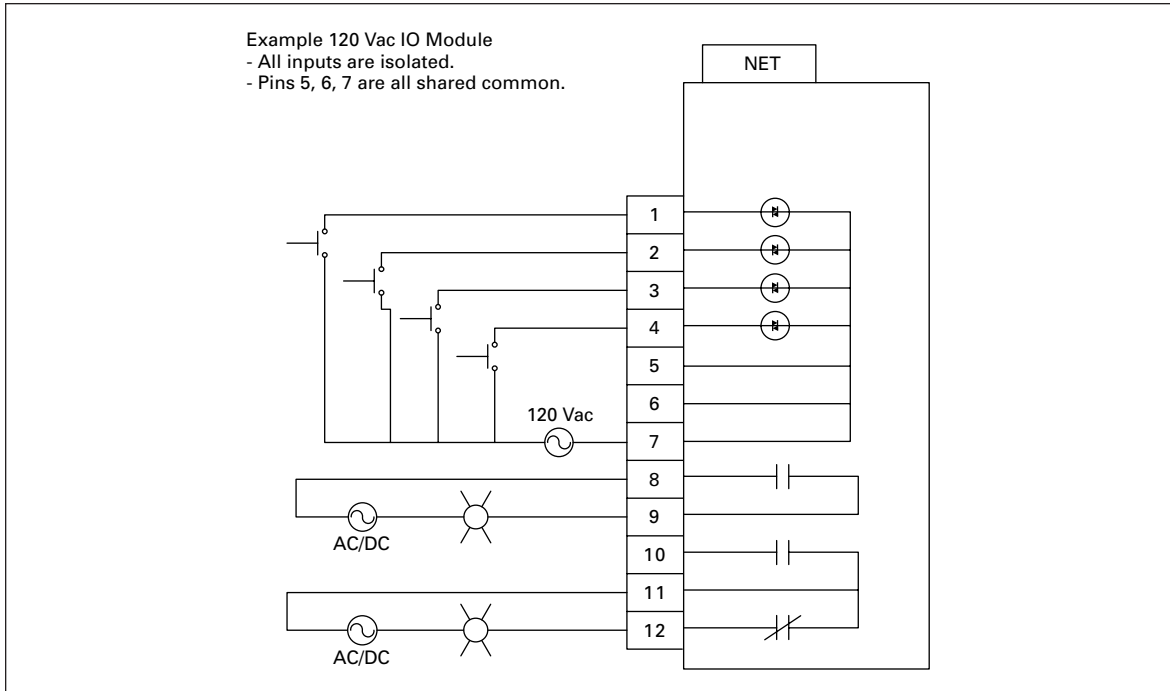 Example 120 Vac IO Module
- All inputs are isolated.
- Pins 5, 6, 7 are all shared common.
NET
1
2
3
4
5
6
120 Vac
7
8
9
AC/DC
10
11
12
AC/DC